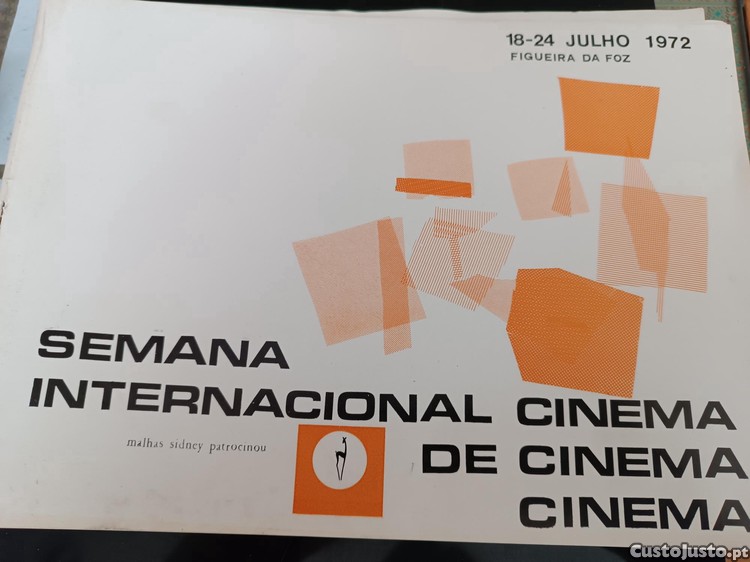 18-24 JULHO 1972
FIGUEIRA DA FOZ
SEMANA
INTERNACIONAL CINEMA
malhas sidney patrocinou
DE CINEMA
CINEMA
CustoJusto.pt